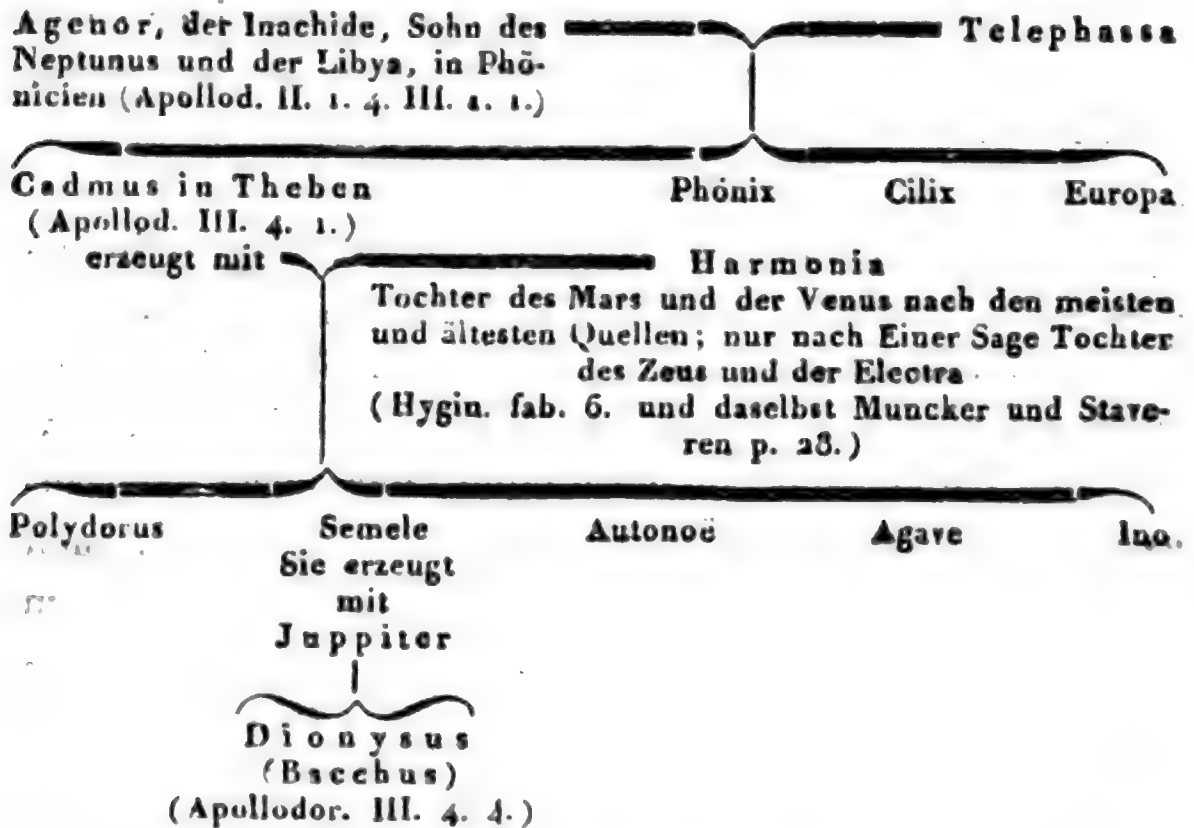 Agenor, der Inachide, Sohn des Telephassa
Neptunus und der Libya, in Phö-
nicien (Apollod. II. 1. 4. III. 1. 1.)
Cadmus in Theben Phönix Cilix Europa
(Apollod. III. 4. 1.)
erzeugt mit Harmonia
Tochter des Mars und der Venus nach den meisten
und ältesten Quellen; nur nach Einer Sage Tochter
des Zeus und der Electra
(Hygin. fab. 6. und daselbst Muncker und Stave-
ren p. 28.)
Polydorus Semele Autonoë Agave Ino.
Sie erzeugt
mit
Juppiter
Dionysus
(Bacchus)
(Apollodor. III. 4. 4.)